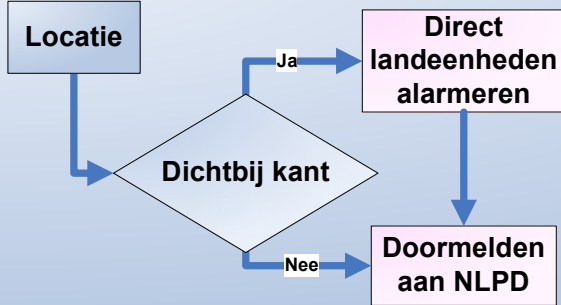 Locatie
Direct
landeenheden
alarmeren
Ja
Dichtbij kant
Nee
Doormelden
aan NLPD